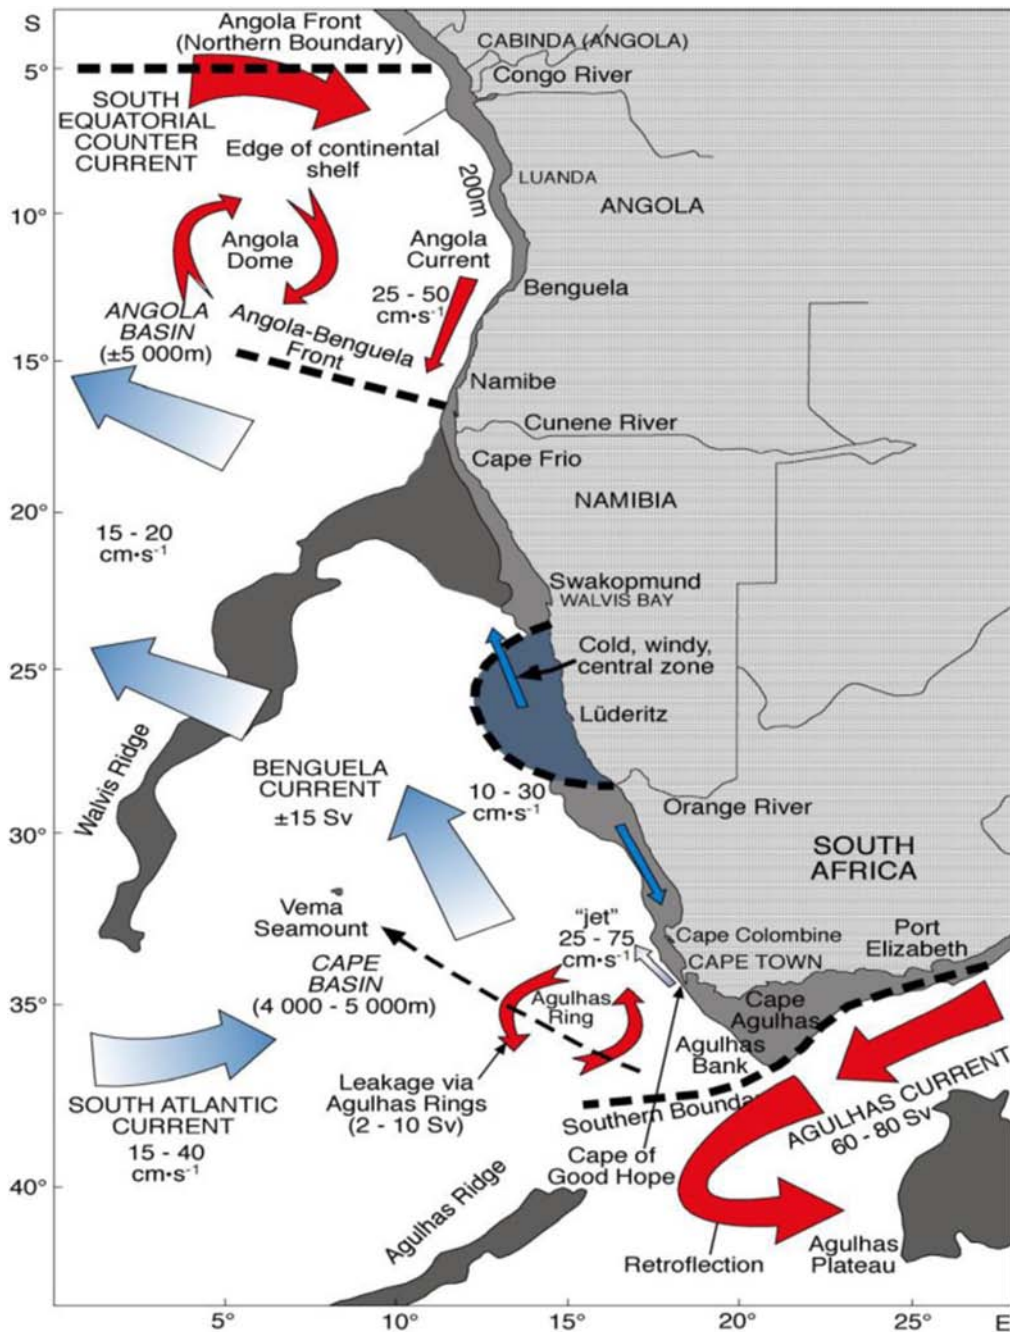 S
Angola Front
(Northern Boundary)
CABINDA (ANGOLA)
5°
Congo River
SOUTH
EQUATORIAL
COUNTER
CURRENT
Edge of continental
shelf
200m
LUANDA
ANGOLA
10°
Angola
Dome
Angola
Current
25 - 50
cm•s⁻¹
Benguela
ANGOLA
BASIN
(±5 000m)
Angola-Benguela
Front
15°
Namibe
Cunene River
Cape Frio
NAMIBIA
20°
15 - 20
cm•s⁻¹
Swakopmund
WALVIS BAY
Cold, windy,
central zone
25°
Lüderitz
Walvis Ridge
BENGUELA
CURRENT
±15 Sv
10 - 30
cm•s⁻¹
Orange River
30°
SOUTH
AFRICA
Vema
Seamount
"jet"
25 - 75
cm•s⁻¹
Cape Colombine
CAPE TOWN
Port
Elizabeth
CAPE
BASIN
(4 000 - 5 000m)
35°
Agulhas
Ring
Cape
Agulhas
Agulhas
Bank
Leakage via
Agulhas Rings
(2 - 10 Sv)
SOUTH ATLANTIC
CURRENT
15 - 40
cm•s⁻¹
Southern Bounda
AGULHAS CURRENT
60 - 80 Sv
Cape of
Good Hope
40°
Agulhas Ridge
Retroflection
Agulhas
Plateau
5°
10°
15°
20°
25°
E